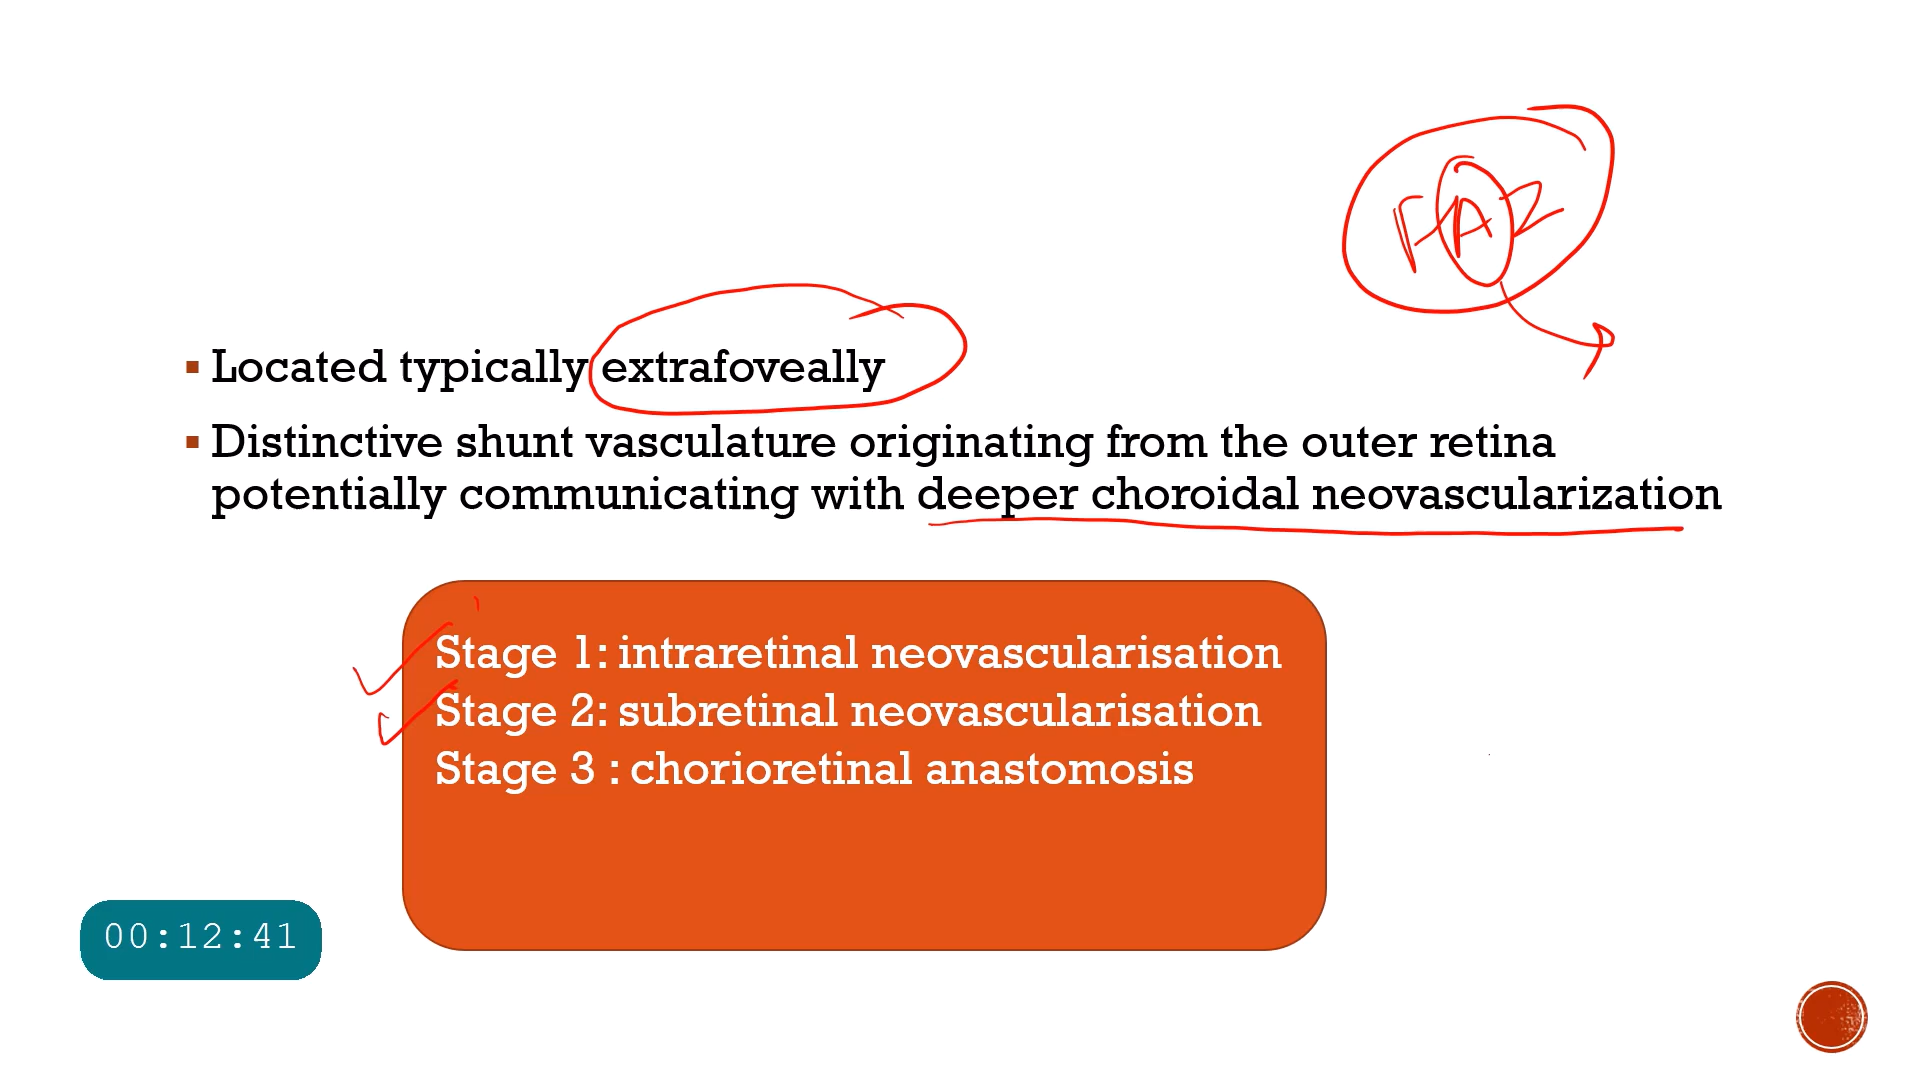 FAZ
▪ Located typically extrafoveally
▪ Distinctive shunt vasculature originating from the outer retina
potentially communicating with deeper choroidal neovascularization
Stage 1: intraretinal neovascularisation
Stage 2: subretinal neovascularisation
Stage 3 : chorioretinal anastomosis
00:12:41